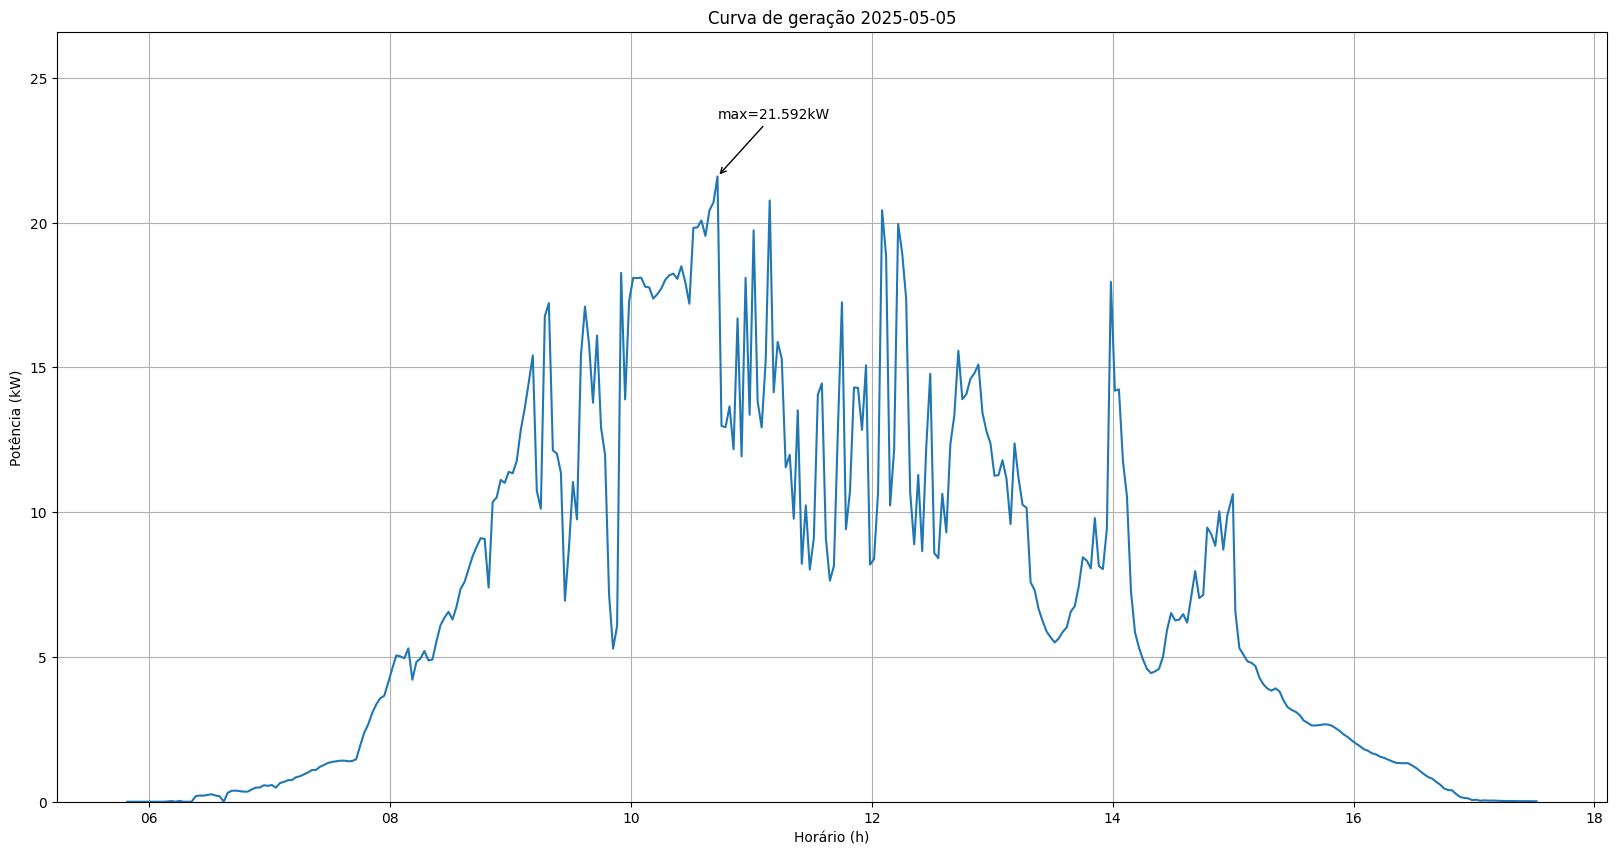 Curva de geração 2025-05-05
25
max=21.592kW
20
15
Potência (kW)
10
5
0
06 08 10 12 14 16 18
Horário (h)